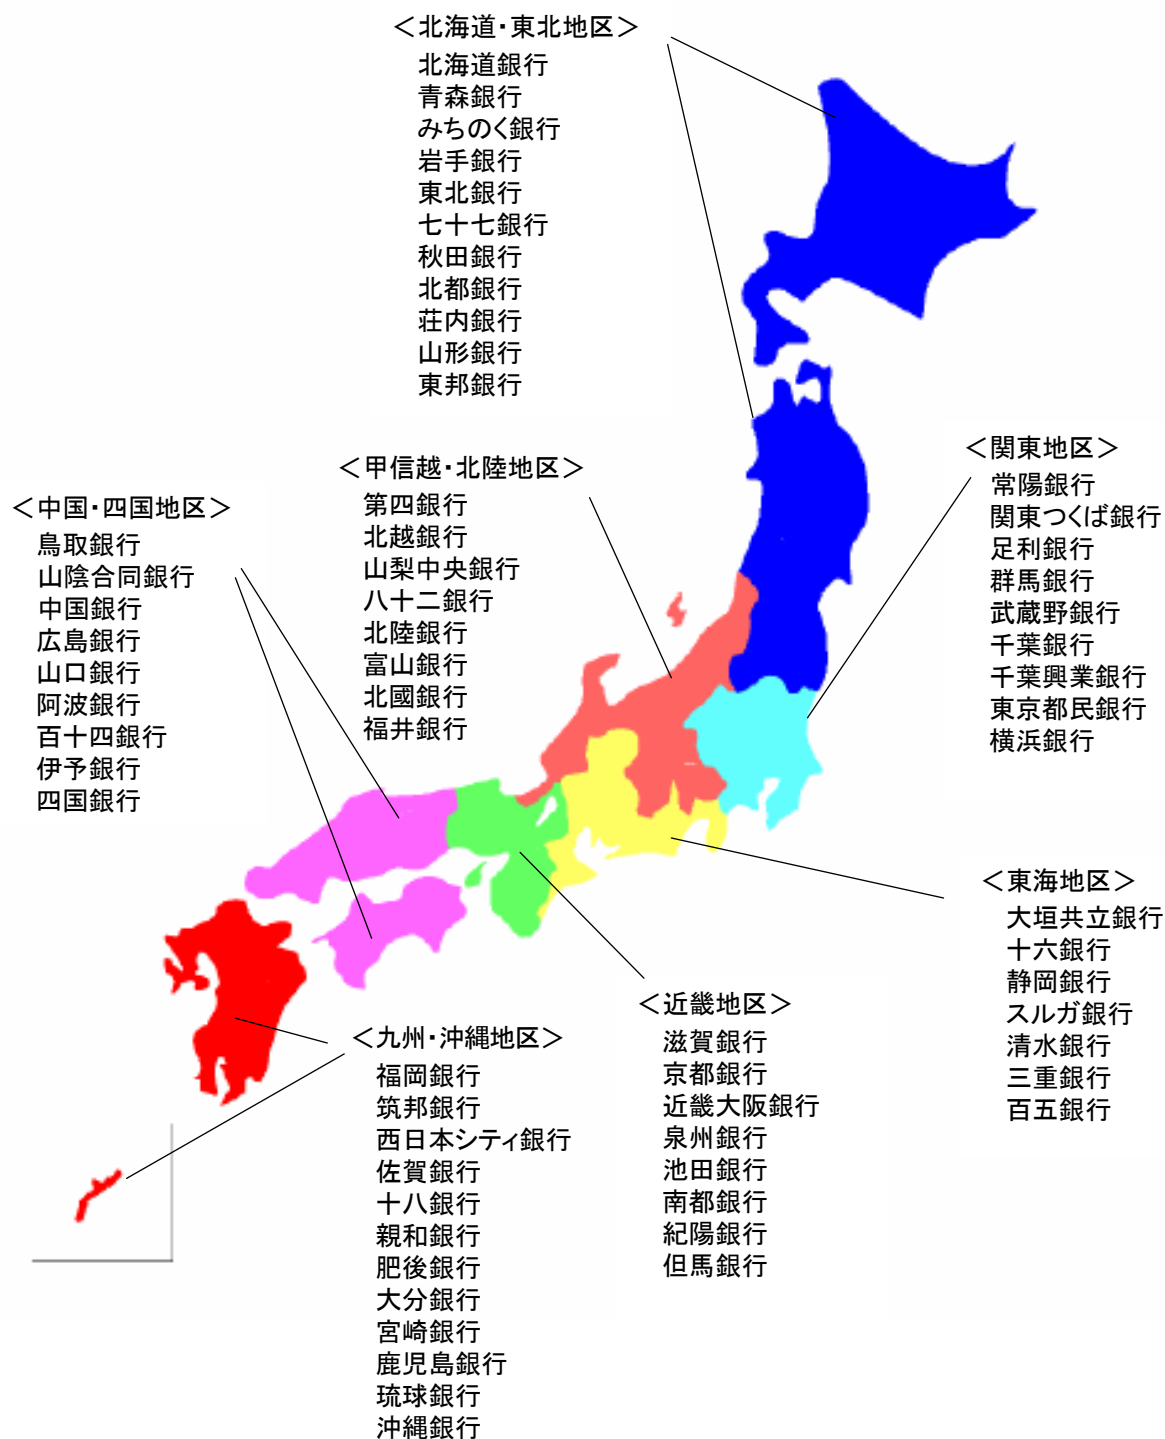 ＜北海道・東北地区＞
北海道銀行
青森銀行
みちのく銀行
岩手銀行
東北銀行
七十七銀行
秋田銀行
北都銀行
荘内銀行
山形銀行
東邦銀行
＜関東地区＞
常陽銀行
関東つくば銀行
足利銀行
群馬銀行
武蔵野銀行
千葉銀行
千葉興業銀行
東京都民銀行
横浜銀行
＜甲信越・北陸地区＞
第四銀行
北越銀行
山梨中央銀行
八十二銀行
北陸銀行
富山銀行
北國銀行
福井銀行
＜中国・四国地区＞
鳥取銀行
山陰合同銀行
中国銀行
広島銀行
山口銀行
阿波銀行
百十四銀行
伊予銀行
四国銀行
＜東海地区＞
大垣共立銀行
十六銀行
静岡銀行
スルガ銀行
清水銀行
三重銀行
百五銀行
＜近畿地区＞
滋賀銀行
京都銀行
近畿大阪銀行
泉州銀行
池田銀行
南都銀行
紀陽銀行
但馬銀行
＜九州・沖縄地区＞
福岡銀行
筑邦銀行
西日本シティ銀行
佐賀銀行
十八銀行
親和銀行
肥後銀行
大分銀行
宮崎銀行
鹿児島銀行
琉球銀行
沖縄銀行